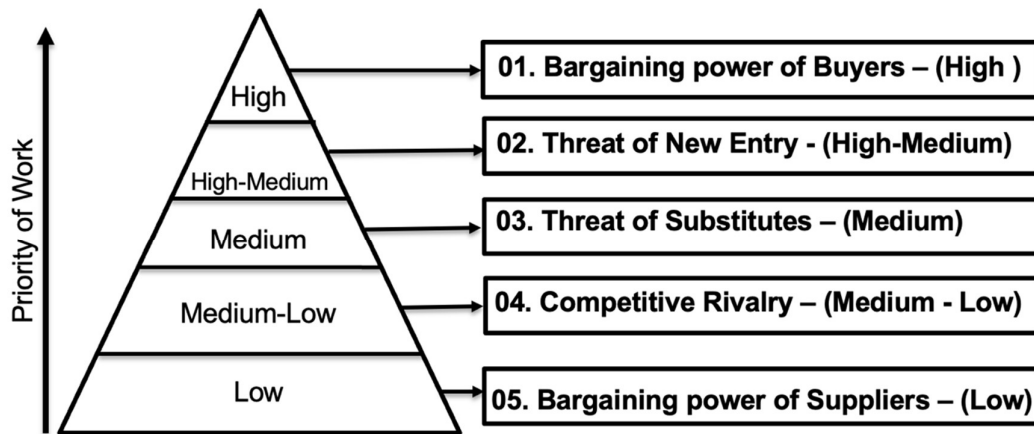 Priority of Work
High
High-Medium
Medium
Medium-Low
Low
01. Bargaining power of Buyers – (High )
02. Threat of New Entry - (High-Medium)
03. Threat of Substitutes – (Medium)
04. Competitive Rivalry – (Medium - Low)
05. Bargaining power of Suppliers – (Low)